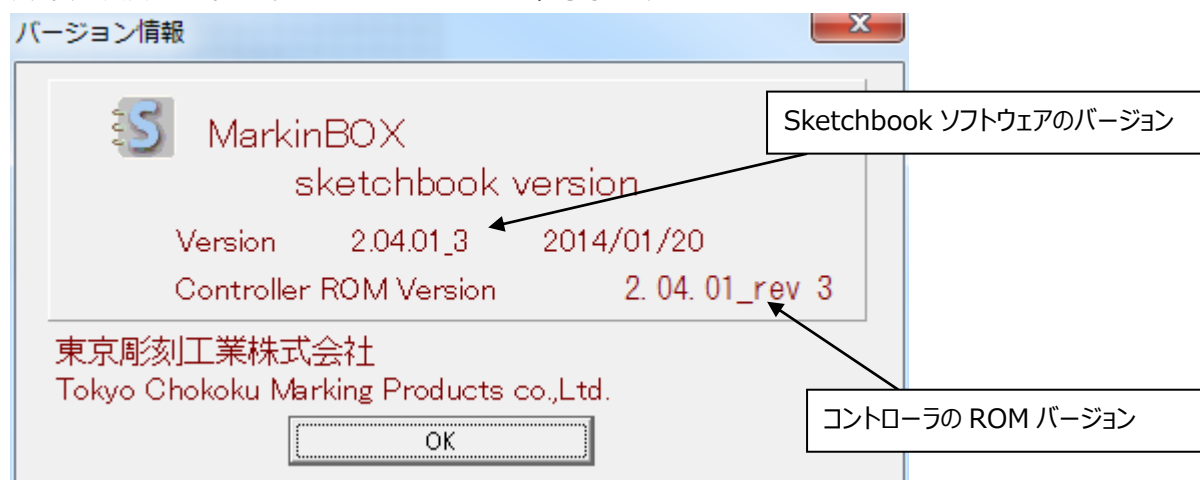 バージョン情報
MarkinBOX
Sketchbook ソフトウェアのバージョン
sketchbook version
Version 2.04.01_3 2014/01/20
Controller ROM Version 2. 04. 01_rev 3
東京彫刻工業株式会社
Tokyo Chokoku Marking Products co.,Ltd.
コントローラの ROM バージョン
OK